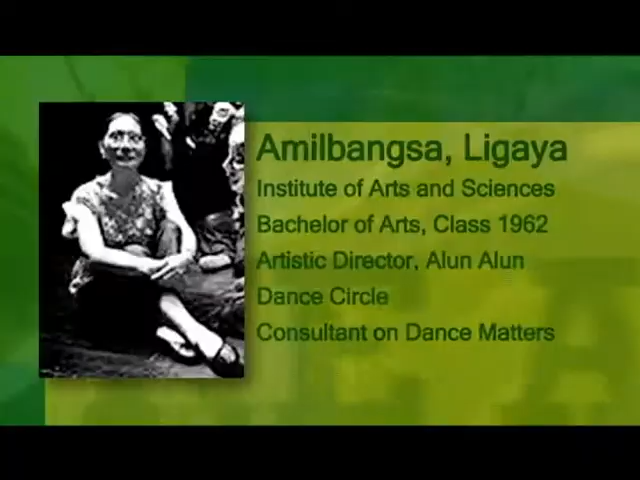 Amilbangsa, Ligaya
Institute of Arts and Sciences
Bachelor of Arts, Class 1962
Artistic Director, Alun Alun
Dance Circle
Consultant on Dance Matters